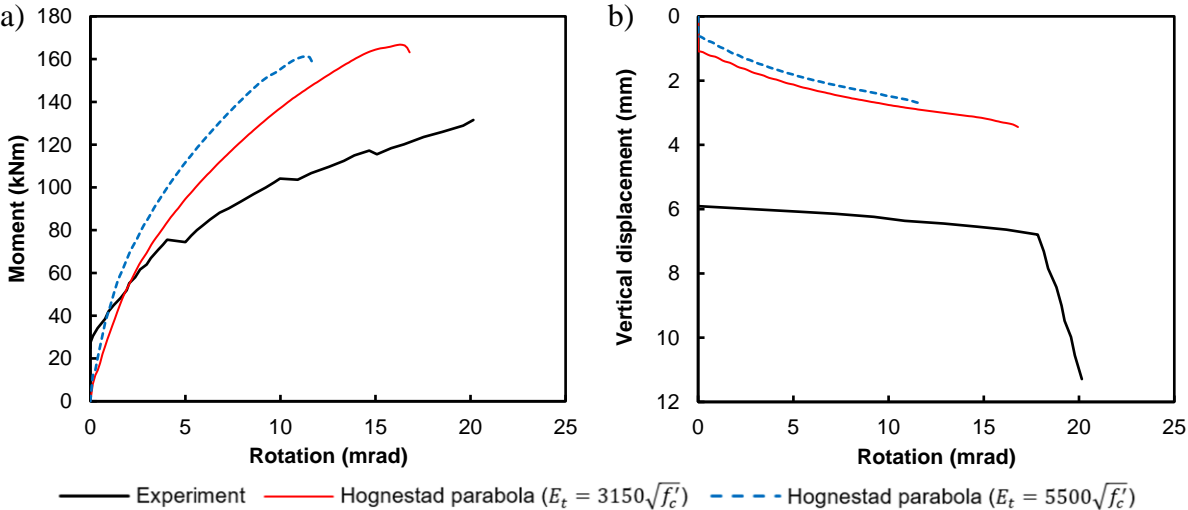 a)
Moment (kNm)
180
160
140
120
100
80
60
40
20
0
0 5 10 15 20 25
Rotation (mrad)
b)
Vertical displacement (mm)
0
2
4
6
8
10
12
0 5 10 15 20 25
Rotation (mrad)
Experiment Hognestad parabola (E_t = 3150√f_c′) Hognestad parabola (E_t = 5500√f_c′)